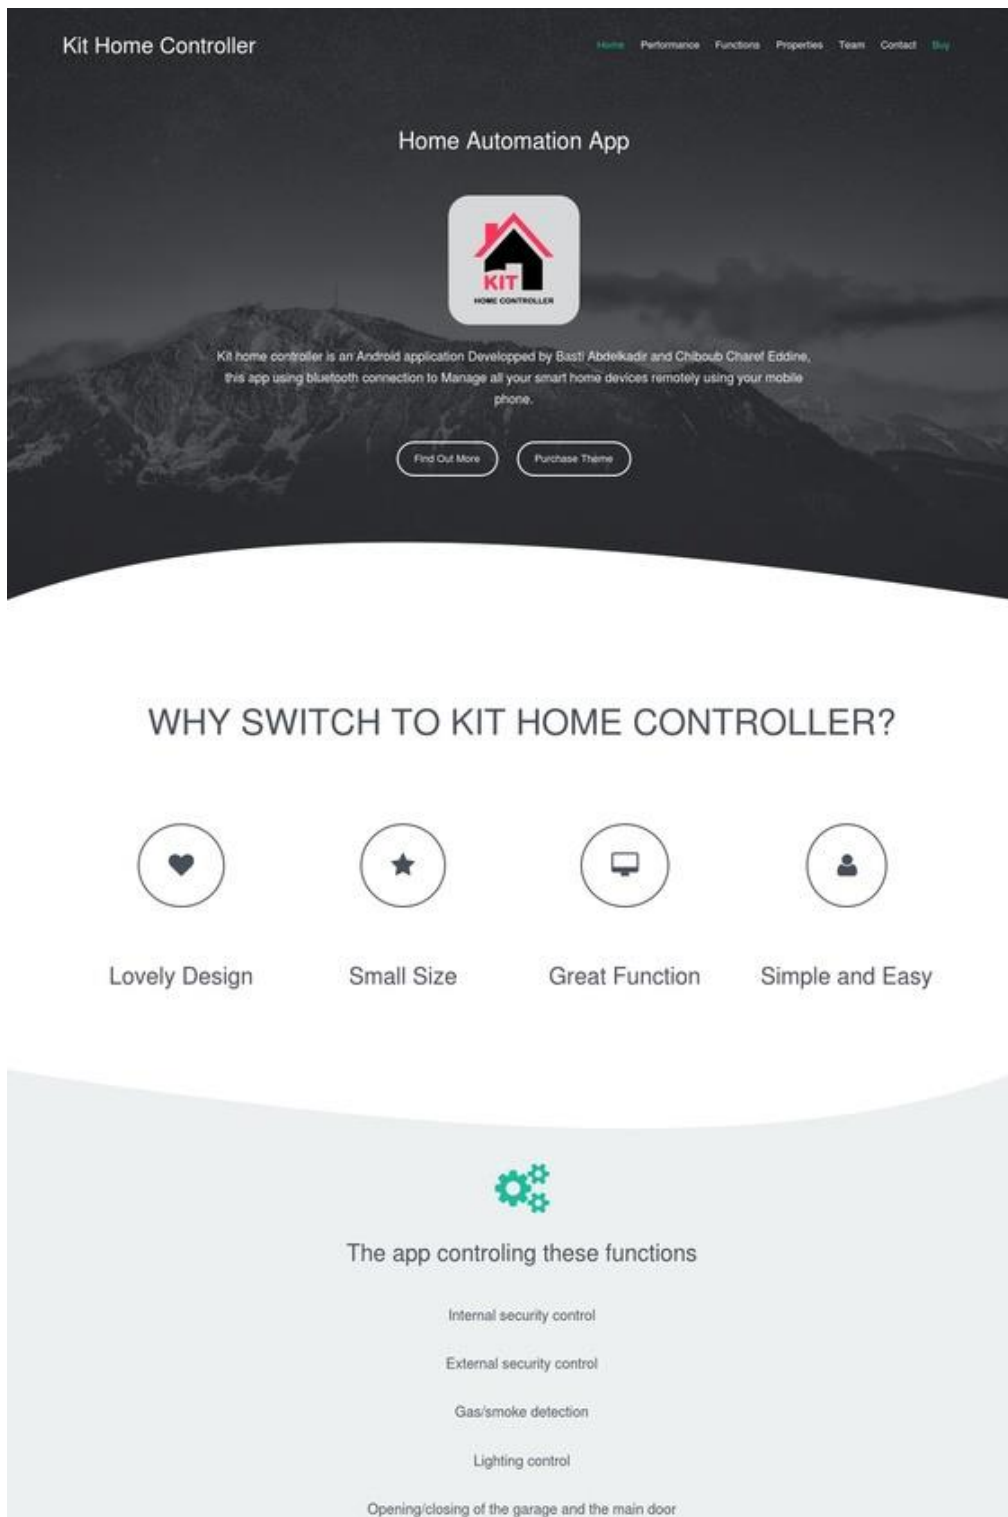 Kit Home Controller
Home Performance Functions Properties Team Contact Buy
Home Automation App
KIT
HOME CONTROLLER
Kit home controller is an Android application Developped by Basti Abdelkadir and Chiboub Charef Eddine,
this app using bluetooth connection to Manage all your smart home devices remotely using your mobile
phone.
Find Out More Purchase Theme
WHY SWITCH TO KIT HOME CONTROLLER?
Lovely Design Small Size Great Function Simple and Easy
The app controling these functions
Internal security control
External security control
Gas/smoke detection
Lighting control
Opening/closing of the garage and the main door